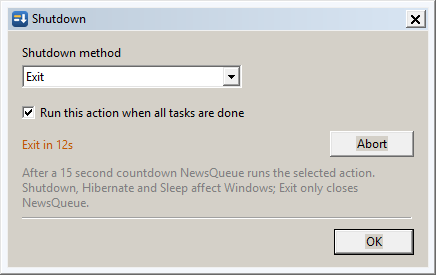 Shutdown
Shutdown method
Exit
Run this action when all tasks are done
Exit in 12s
Abort
After a 15 second countdown NewsQueue runs the selected action.
Shutdown, Hibernate and Sleep affect Windows; Exit only closes
NewsQueue.
OK